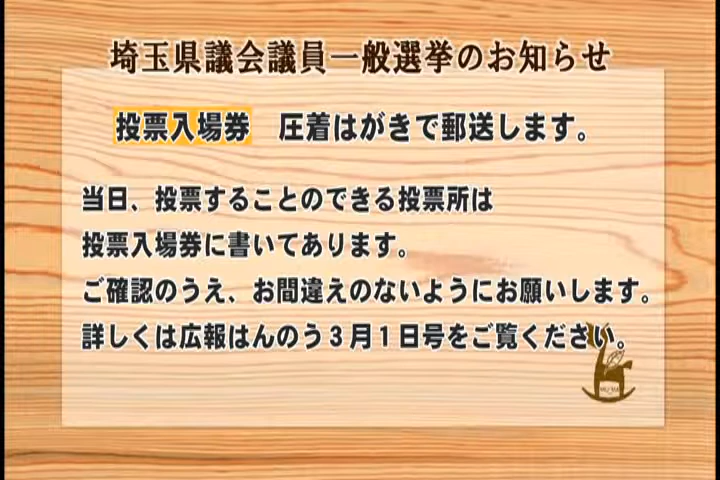 埼玉県議会議員一般選挙のお知らせ
投票入場券　圧着はがきで郵送します。
当日、投票することのできる投票所は
投票入場券に書いてあります。
ご確認のうえ、お間違えのないようにお願いします。
詳しくは広報はんのう３月１日号をご覧ください。